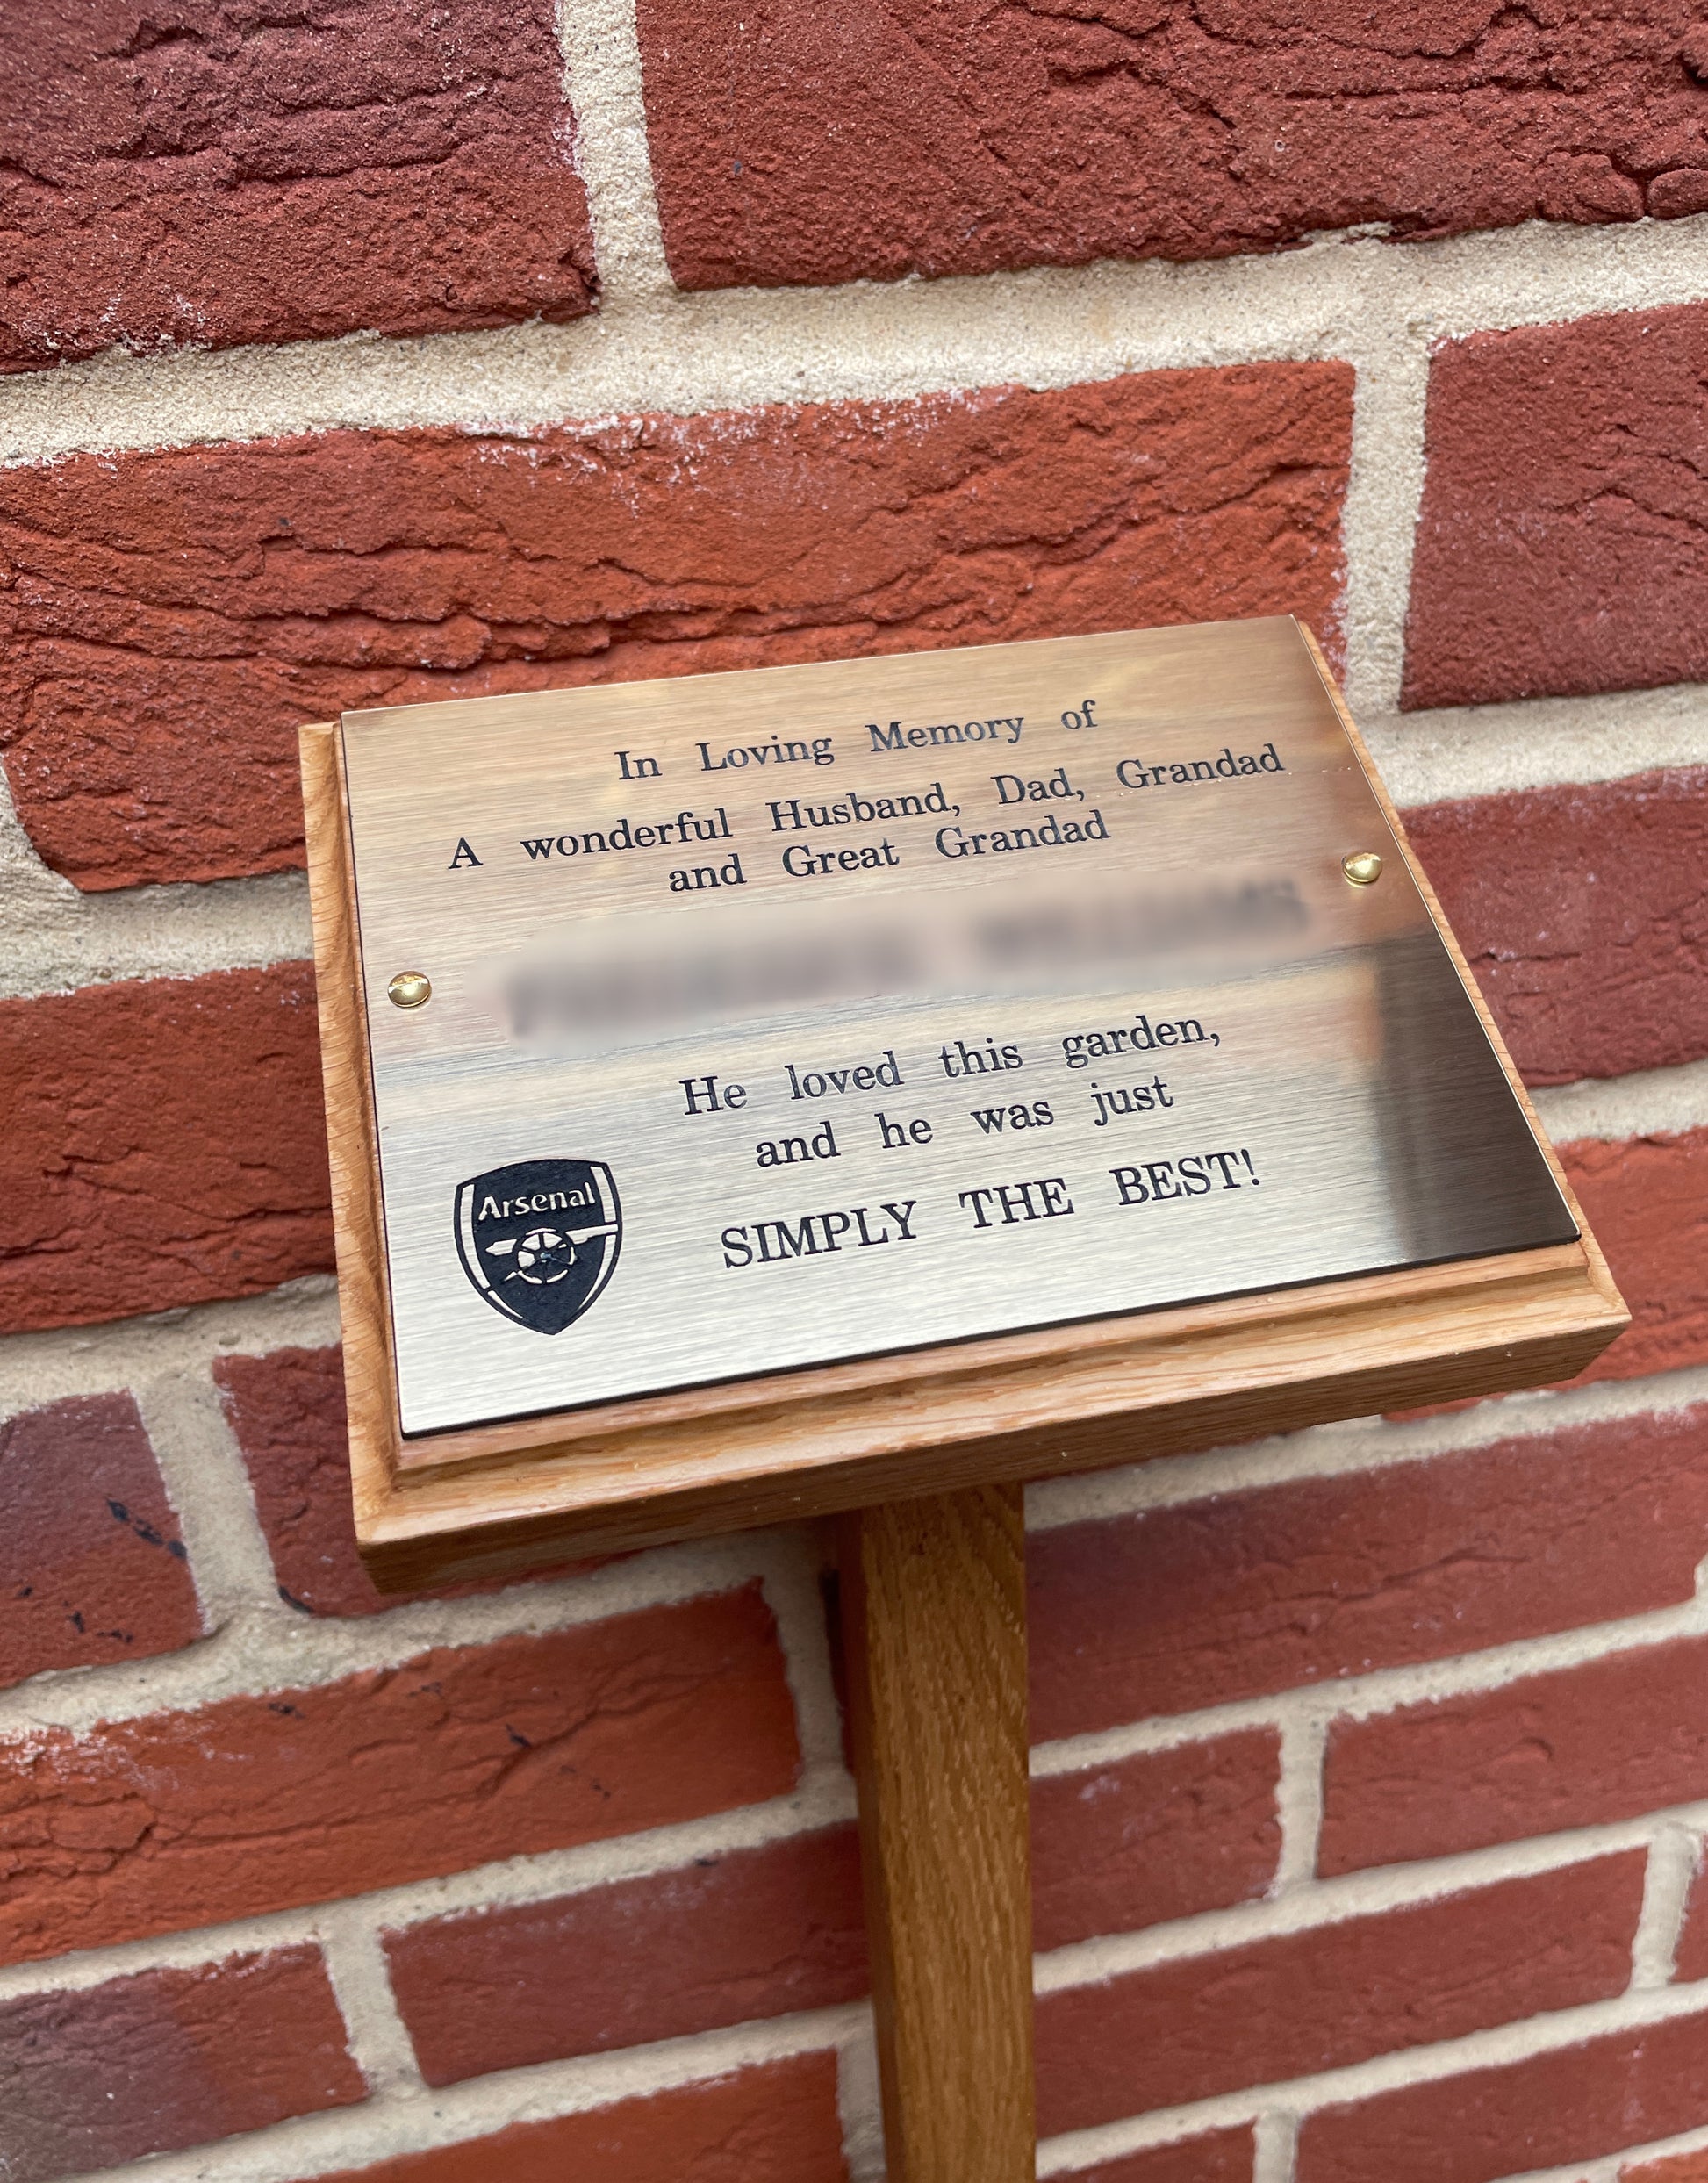 In Loving Memory of
A wonderful Husband, Dad, Grandad
and Great Grandad
He loved this garden,
and he was just
SIMPLY THE BEST!
Arsenal